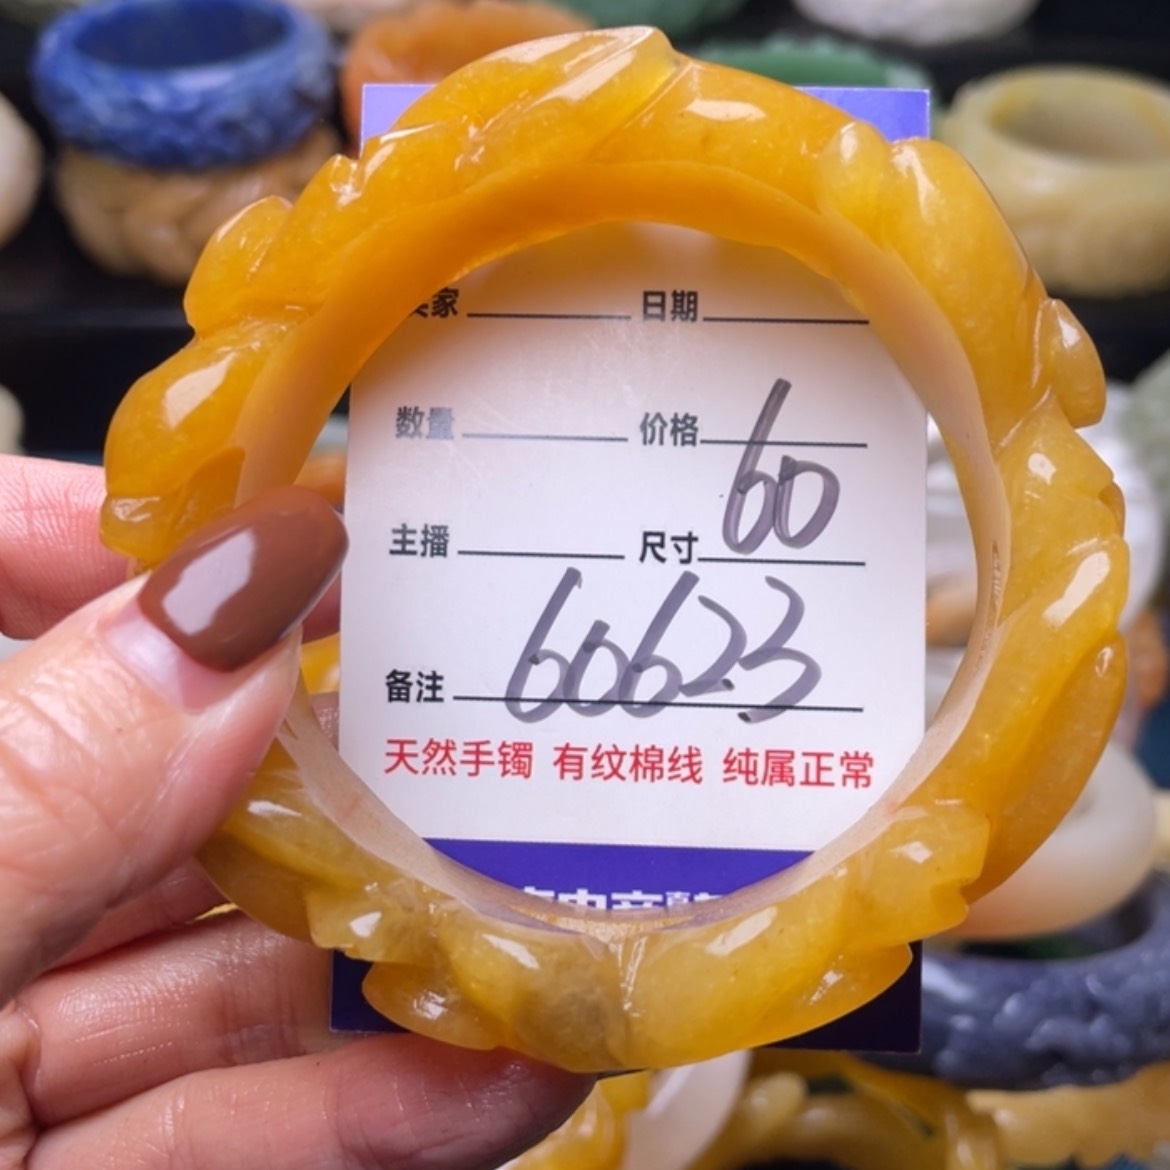 家 日期
数量 价格
60
主播 尺寸
备注 60623
天然手镯 有纹棉线 纯属正常